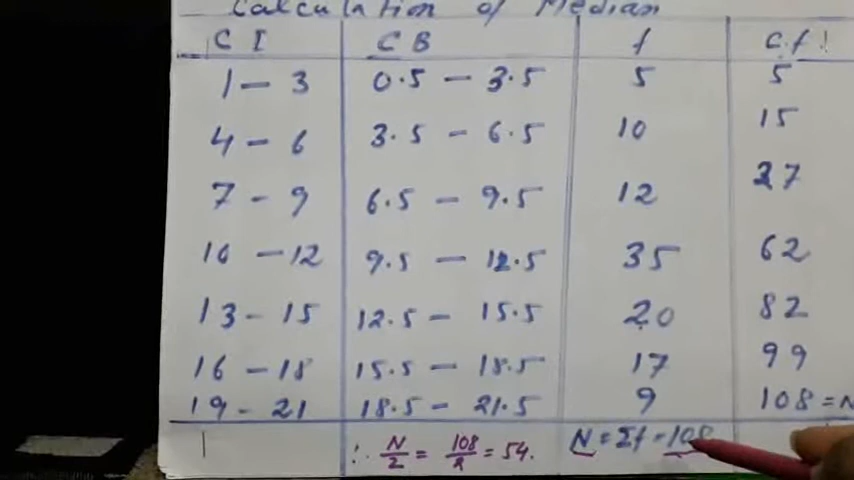 Calculation of Median
C I C B f c.f!
1 - 3 0.5 - 3.5 5 5
4 - 6 3.5 - 6.5 10 15
7 - 9 6.5 - 9.5 12 27
10 - 12 9.5 - 12.5 35 62
13 - 15 12.5 - 15.5 20 82
16 - 18 15.5 - 18.5 17 99
19 - 21 18.5 - 21.5 9 108 = N
∴ N/2 = 108/2 = 54. N = Σf = 108